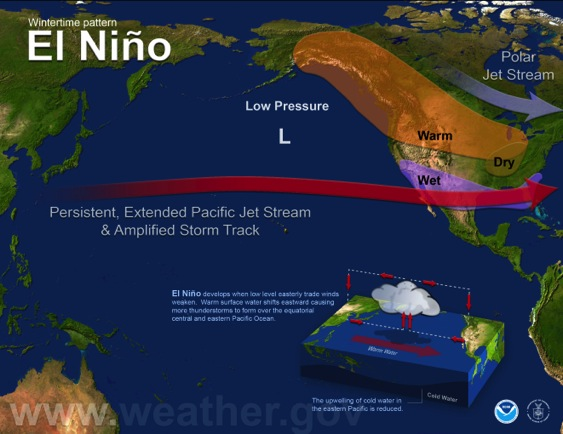 Wintertime pattern
El Niño
Polar
Jet Stream
Low Pressure
L
Warm
Dry
Wet
Persistent, Extended Pacific Jet Stream
& Amplified Storm Track
El Niño develops when low level easterly trade winds
weaken. Warm surface water shifts eastward causing
more thunderstorms to form over the equatorial
central and eastern Pacific Ocean.
Warm Water
Cold Water
The upwelling of cold water in
the eastern Pacific is reduced.
www.weather.gov